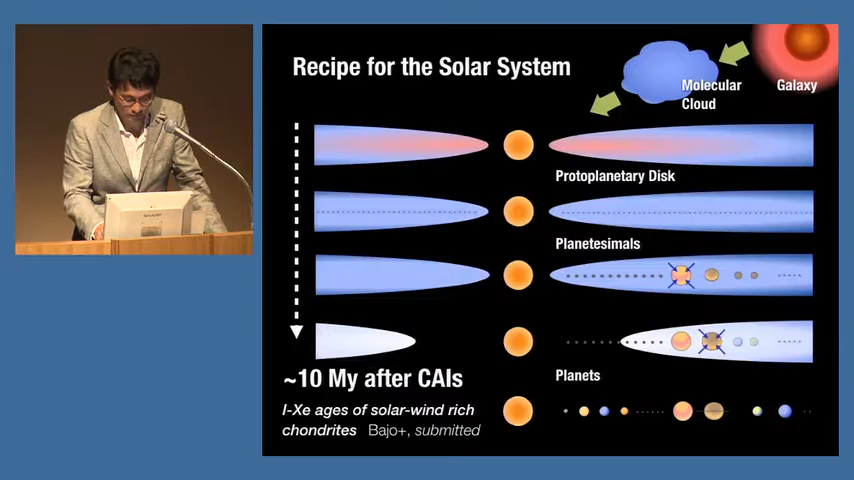 Recipe for the Solar System
Molecular
Cloud
Galaxy
Protoplanetary Disk
Planetesimals
Planets
~10 My after CAIs
I-Xe ages of solar-wind rich
chondrites Bajo+, submitted
SHARP